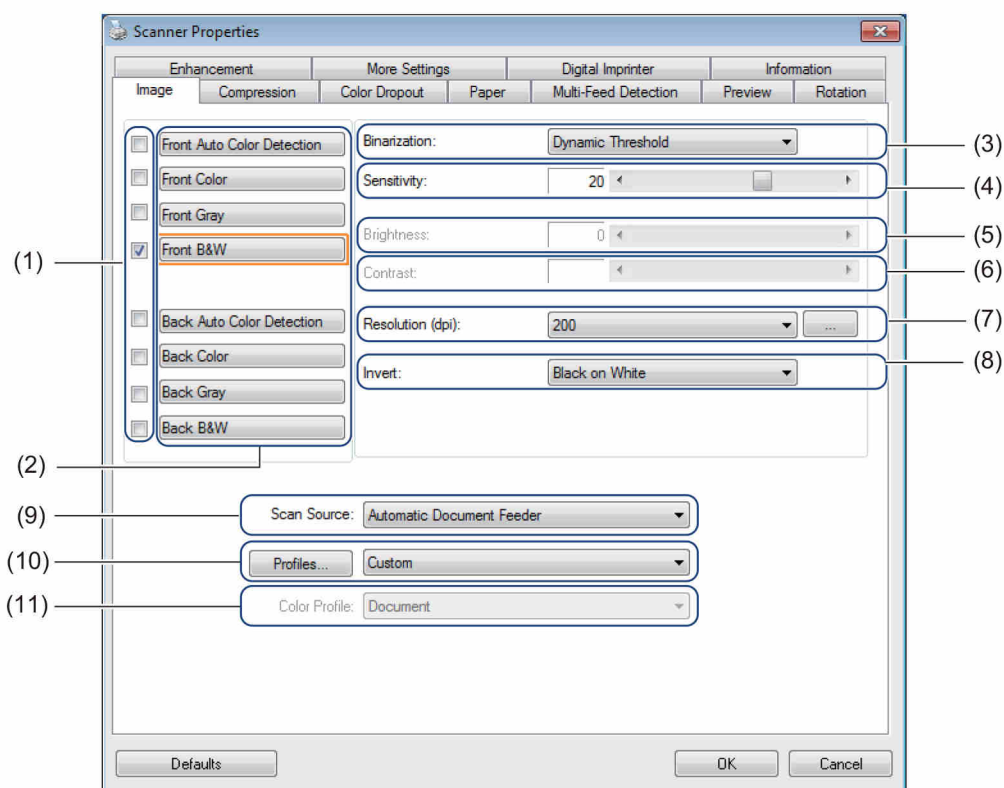 Scanner Properties
Enhancement More Settings Digital Imprinter Information
Image Compression Color Dropout Paper Multi-Feed Detection Preview Rotation
Front Auto Color Detection Binarization: Dynamic Threshold (3)
Front Color Sensitivity: 20 (4)
Front Gray
Brightness: 0 (5)
(1) Front B&W
Contrast: (6)
Back Auto Color Detection Resolution (dpi): 200 ... (7)
Back Color (8)
Invert: Black on White
Back Gray
Back B&W
(2)
(9) Scan Source: Automatic Document Feeder
(10) Profiles... Custom
(11) Color Profile: Document
Defaults OK Cancel